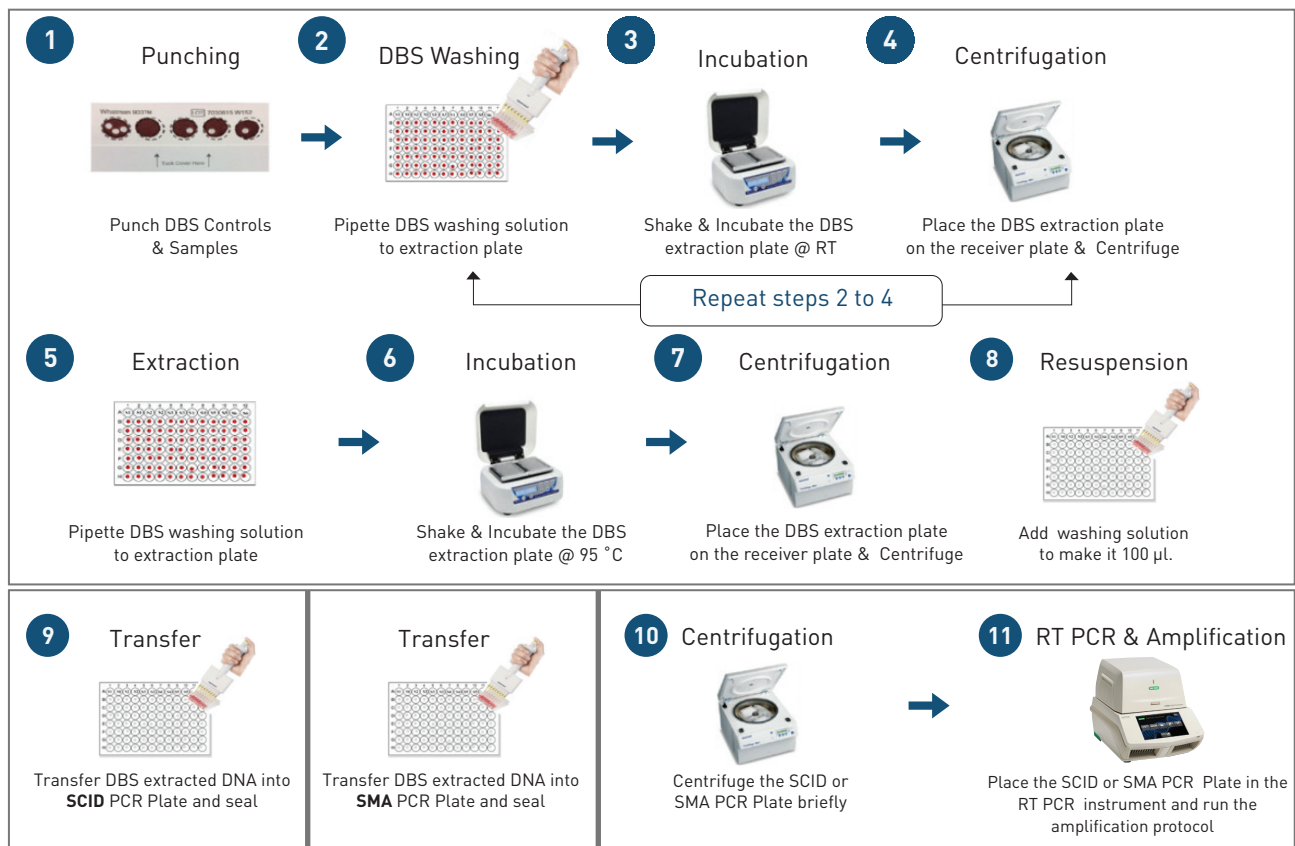 1
Punching
Whatman
LOT
Punch DBS Controls
& Samples
2
DBS Washing
Pipette DBS washing solution
to extraction plate
3
Incubation
Shake & Incubate the DBS
extraction plate @ RT
4
Centrifugation
Place the DBS extraction plate
on the receiver plate & Centrifuge
Repeat steps 2 to 4
5
Extraction
Pipette DBS washing solution
to extraction plate
6
Incubation
Shake & Incubate the DBS
extraction plate @ 95 ˚C
7
Centrifugation
Place the DBS extraction plate
on the receiver plate & Centrifuge
8
Resuspension
Add washing solution
to make it 100 µl.
9
Transfer
Transfer DBS extracted DNA into
SCID PCR Plate and seal
Transfer
Transfer DBS extracted DNA into
SMA PCR Plate and seal
10
Centrifugation
Centrifuge the SCID or
SMA PCR Plate briefly
11
RT PCR & Amplification
Place the SCID or SMA PCR Plate in the
RT PCR instrument and run the
amplification protocol